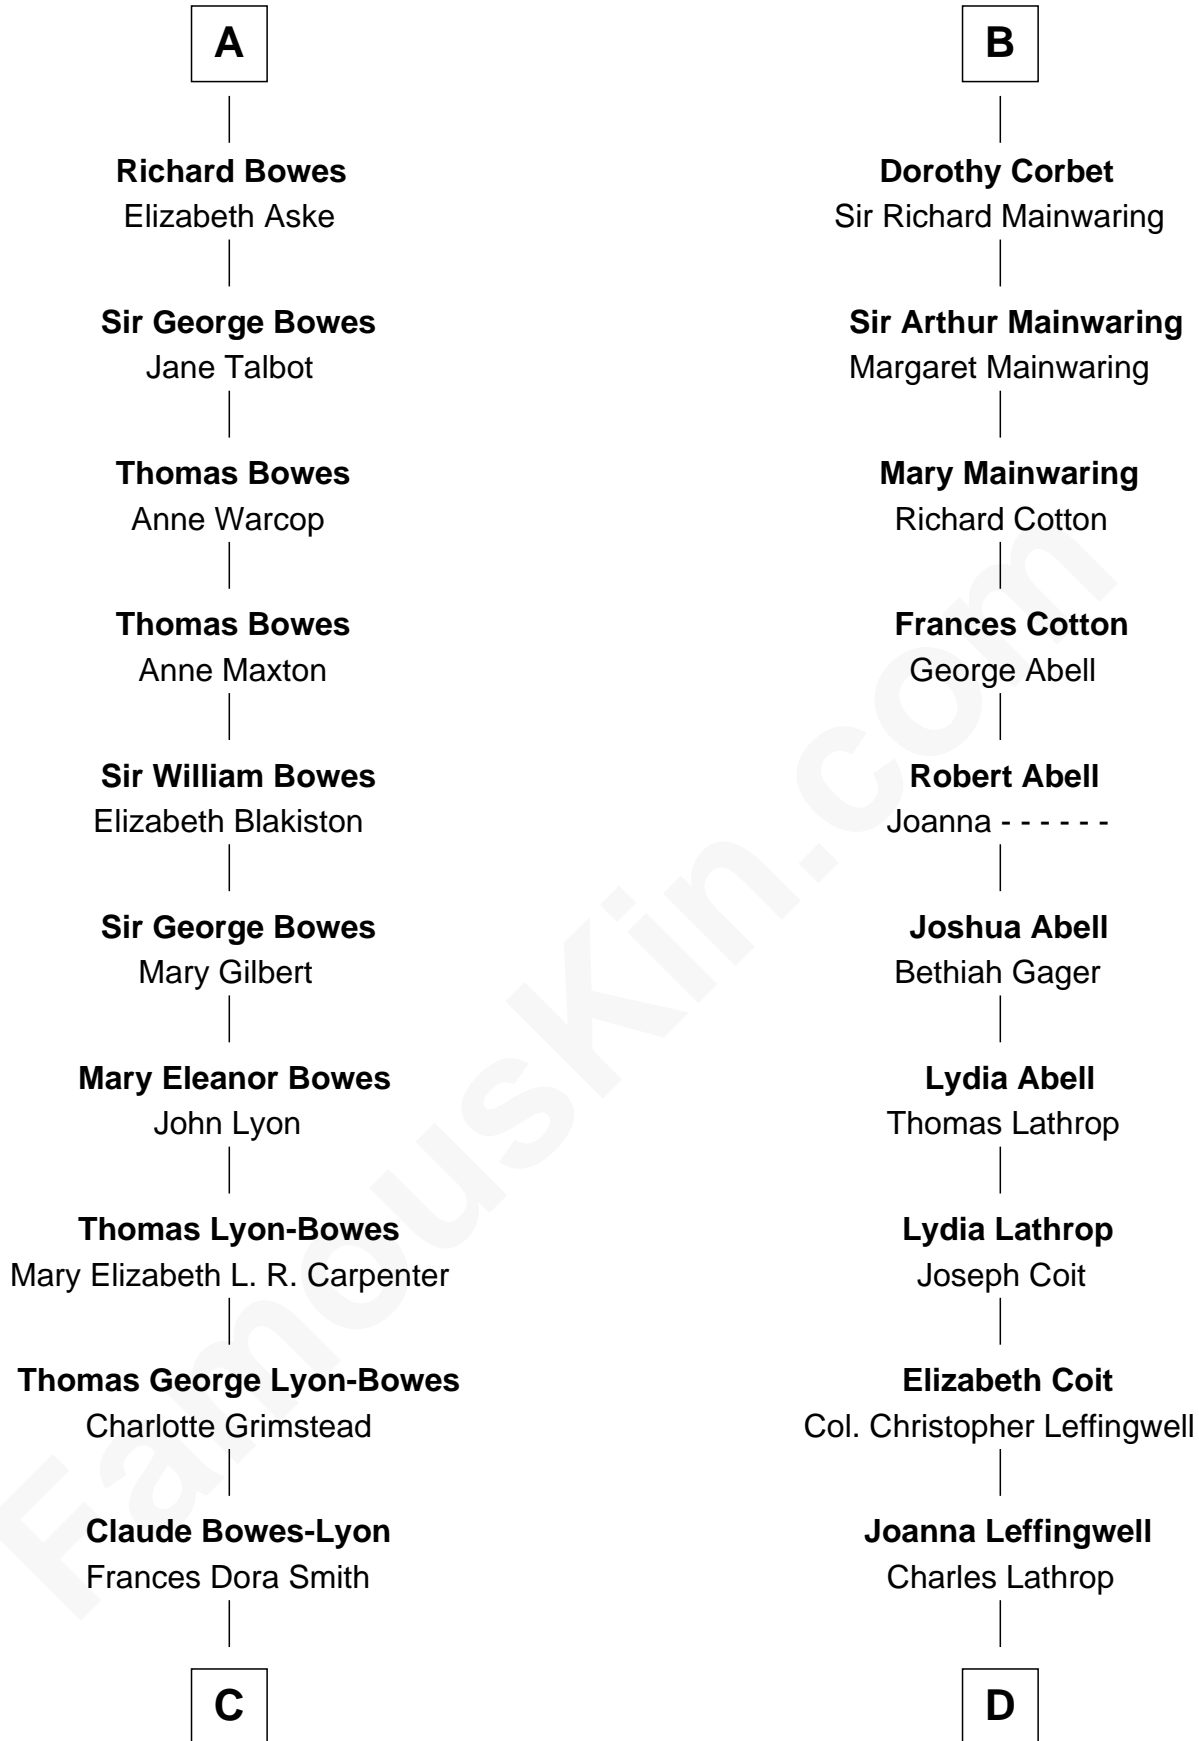 A
Richard Bowes
Elizabeth Aske
Sir George Bowes
Jane Talbot
Thomas Bowes
Anne Warcop
Thomas Bowes
Anne Maxton
Sir William Bowes
Elizabeth Blakiston
Sir George Bowes
Mary Gilbert
Mary Eleanor Bowes
John Lyon
Thomas Lyon-Bowes
Mary Elizabeth L. R. Carpenter
Thomas George Lyon-Bowes
Charlotte Grimstead
Claude Bowes-Lyon
Frances Dora Smith
C
B
Dorothy Corbet
Sir Richard Mainwaring
Sir Arthur Mainwaring
Margaret Mainwaring
Mary Mainwaring
Richard Cotton
Frances Cotton
George Abell
Robert Abell
Joanna - - - - - -
Joshua Abell
Bethiah Gager
Lydia Abell
Thomas Lathrop
Lydia Lathrop
Joseph Coit
Elizabeth Coit
Col. Christopher Leffingwell
Joanna Leffingwell
Charles Lathrop
D
FamousKin.com